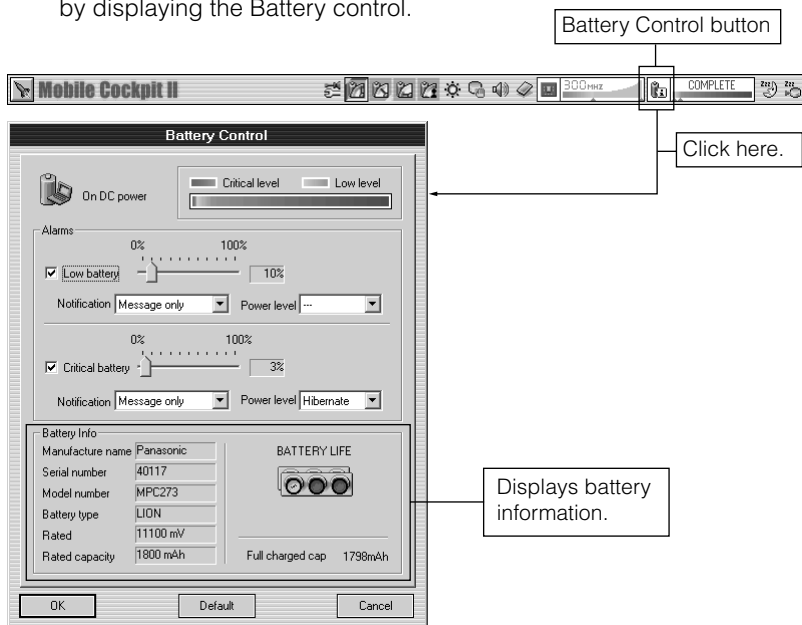 by displaying the Battery control.
Battery Control button
Mobile Cockpit II
300MHZ
COMPLETE
zzz
zzz
Click here.
Battery Control
On DC power
Critical level
Low level
Alarms
0% 100%
Low battery
10%
Notification Message only Power level ---
0% 100%
Critical battery
3%
Notification Message only Power level Hibernate
Battery Info
Manufacture name Panasonic
Serial number 40117
Model number MPC273
Battery type LION
Rated 11100 mV
Rated capacity 1800 mAh
BATTERY LIFE
Full charged cap 1798mAh
Displays battery
information.
OK Default Cancel